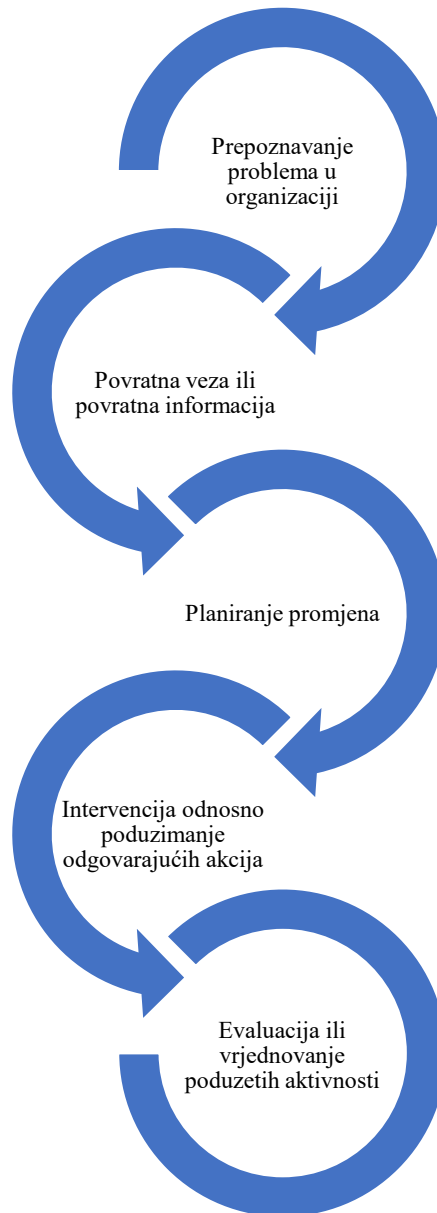 Prepoznavanje
problema u
organizaciji
Povratna veza ili
povratna informacija
Planiranje promjena
Intervencija odnosno
poduzimanje
odgovarajućih akcija
Evaluacija ili
vrjednovanje
poduzetih aktivnosti